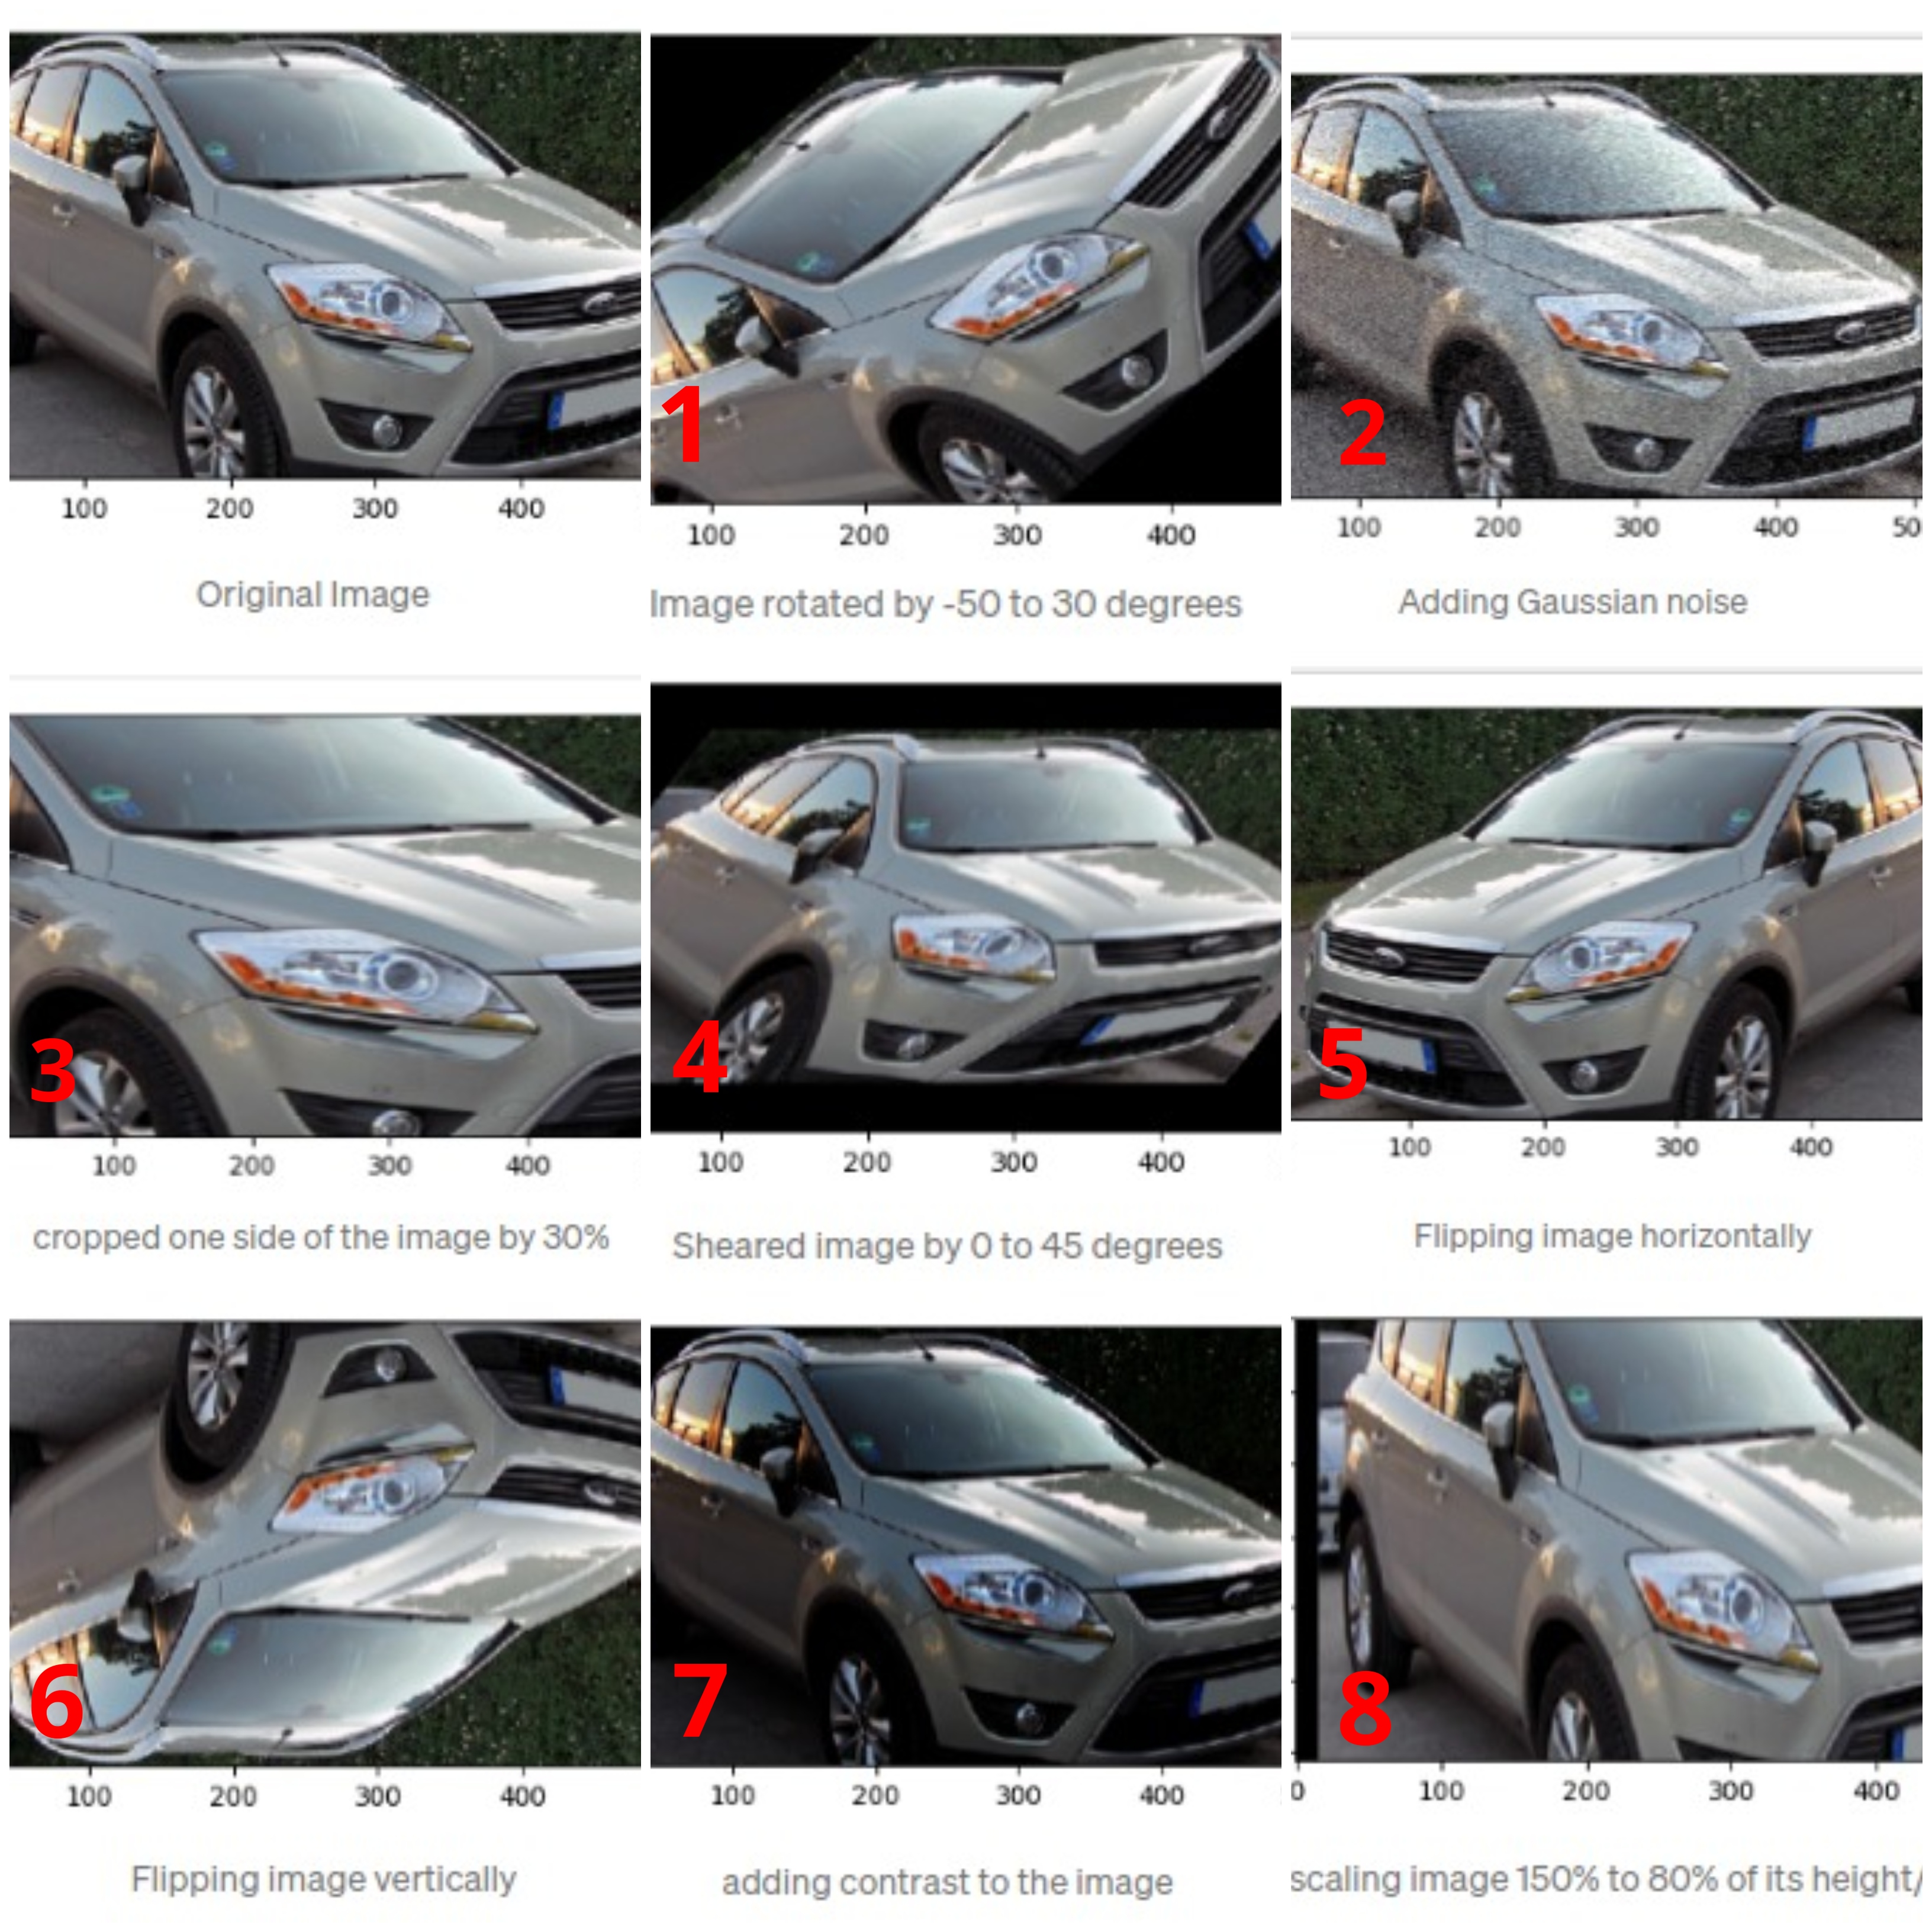 100 200 300 400
Original Image
1
100 200 300 400
Image rotated by -50 to 30 degrees
2
100 200 300 400 50
Adding Gaussian noise
3
100 200 300 400
cropped one side of the image by 30%
4
100 200 300 400
Sheared image by 0 to 45 degrees
5
100 200 300 400
Flipping image horizontally
6
100 200 300 400
Flipping image vertically
7
100 200 300 400
adding contrast to the image
8
0 100 200 300 400
scaling image 150% to 80% of its height/